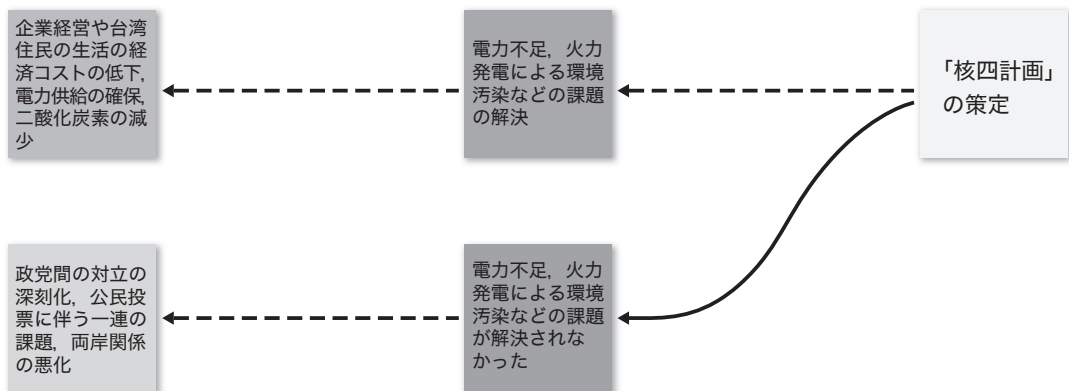 企業経営や台湾
住民の生活の経
済コストの低下,
電力供給の確保,
二酸化炭素の減
少
電力不足，火力
発電による環境
汚染などの課題
の解決
「核四計画」
の策定
政党間の対立の
深刻化，公民投
票に伴う一連の
課題，両岸関係
の悪化
電力不足，火力
発電による環境
汚染などの課題
が解決されな
かった